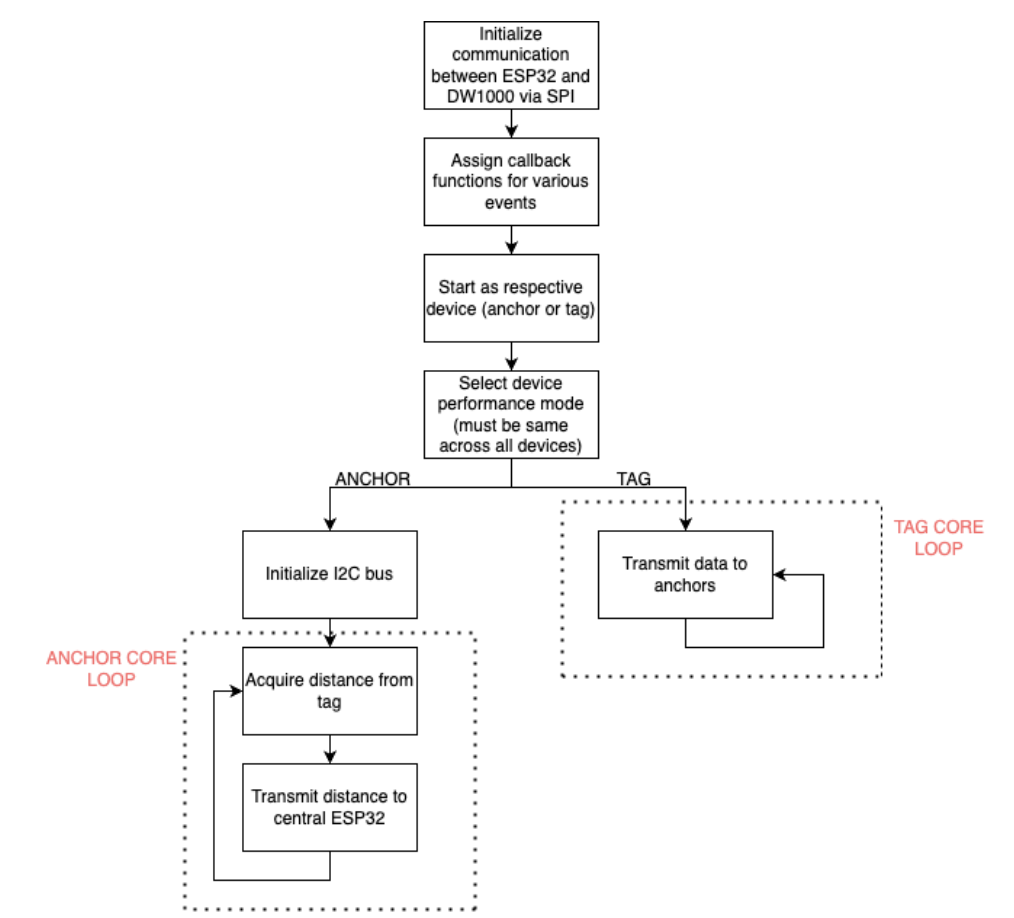 Initialize
communication
between ESP32 and
DW1000 via SPI
Assign callback
functions for various
events
Start as respective
device (anchor or tag)
Select device
performance mode
(must be same
across all devices)
ANCHOR
TAG
Initialize I2C bus
Transmit data to
anchors
TAG CORE
LOOP
ANCHOR CORE
LOOP
Acquire distance from
tag
Transmit distance to
central ESP32